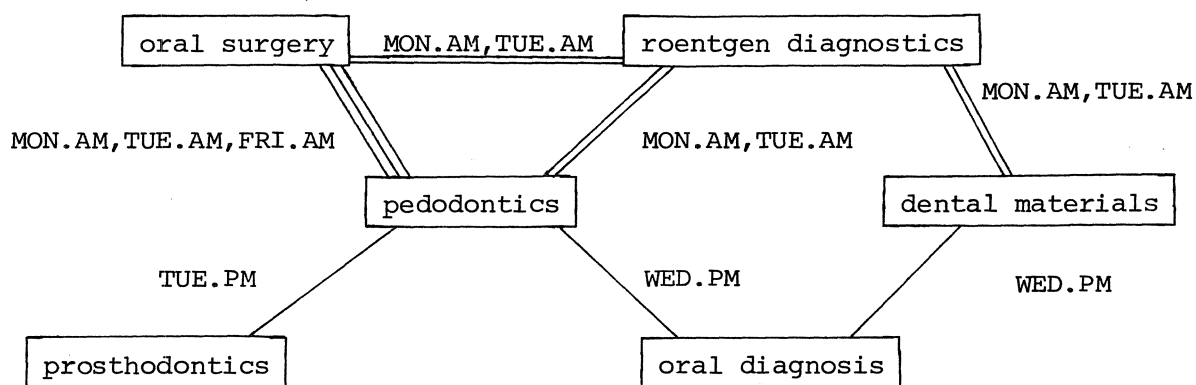 oral surgery
MON.AM,TUE.AM
roentgen diagnostics
MON.AM,TUE.AM
MON.AM,TUE.AM,FRI.AM
MON.AM,TUE.AM
pedodontics
dental materials
TUE.PM
WED.PM
WED.PM
prosthodontics
oral diagnosis